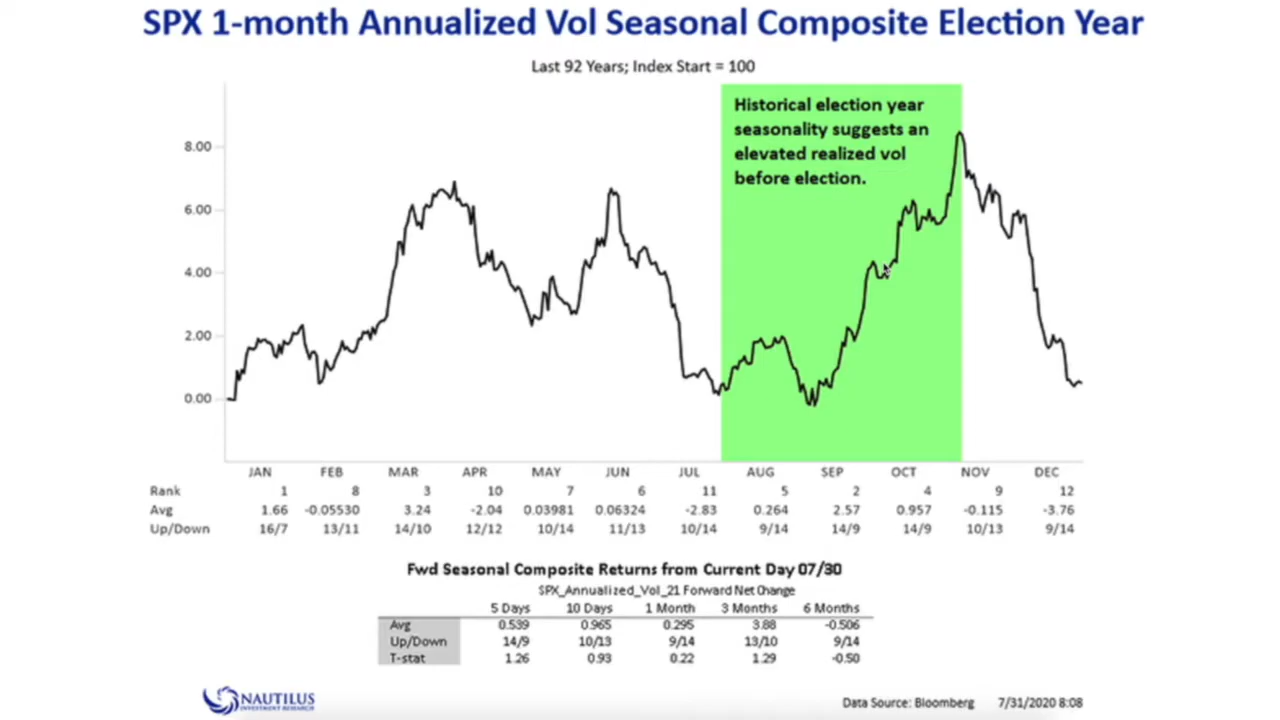 SPX 1-month Annualized Vol Seasonal Composite Election Year
Last 92 Years; Index Start = 100
Historical election year
seasonality suggests an
elevated realized vol
before election.
8.00
6.00
4.00
2.00
0.00
JAN FEB MAR APR MAY JUN JUL AUG SEP OCT NOV DEC
Rank 1 8 3 10 7 6 11 5 2 4 9 12
Avg 1.66 -0.05530 3.24 -2.04 0.03981 0.06324 -2.83 0.264 2.57 0.957 -0.115 -3.76
Up/Down 16/7 13/11 14/10 12/12 10/14 11/13 10/14 9/14 14/9 14/9 10/13 9/14
Fwd Seasonal Composite Returns from Current Day 07/30
SPX_Annualized_Vol_21 Forward Net Change
5 Days 10 Days 1 Month 3 Months 6 Months
Avg 0.539 0.965 0.295 3.88 -0.506
Up/Down 14/9 10/13 9/14 13/10 9/14
T-stat 1.26 0.93 0.22 1.29 -0.50
NAUTILUS
INVESTMENT RESEARCH
Data Source: Bloomberg 7/31/2020 8:08